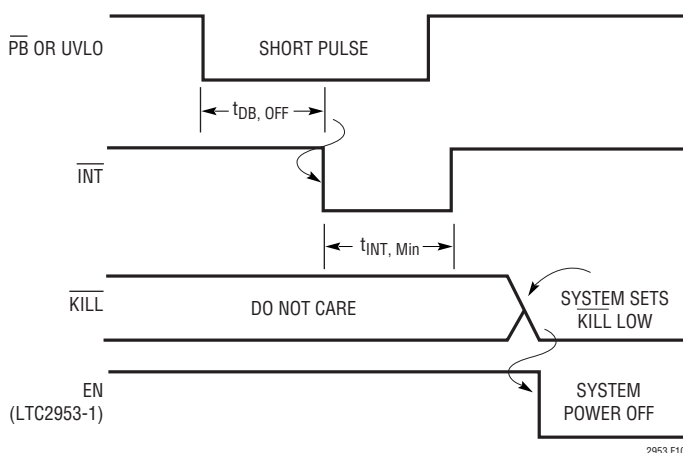 PB OR UVLO
SHORT PULSE
tDB, OFF
INT
tINT, Min
KILL
DO NOT CARE
SYSTEM SETS
KILL LOW
EN
(LTC2953-1)
SYSTEM
POWER OFF
2953 F10